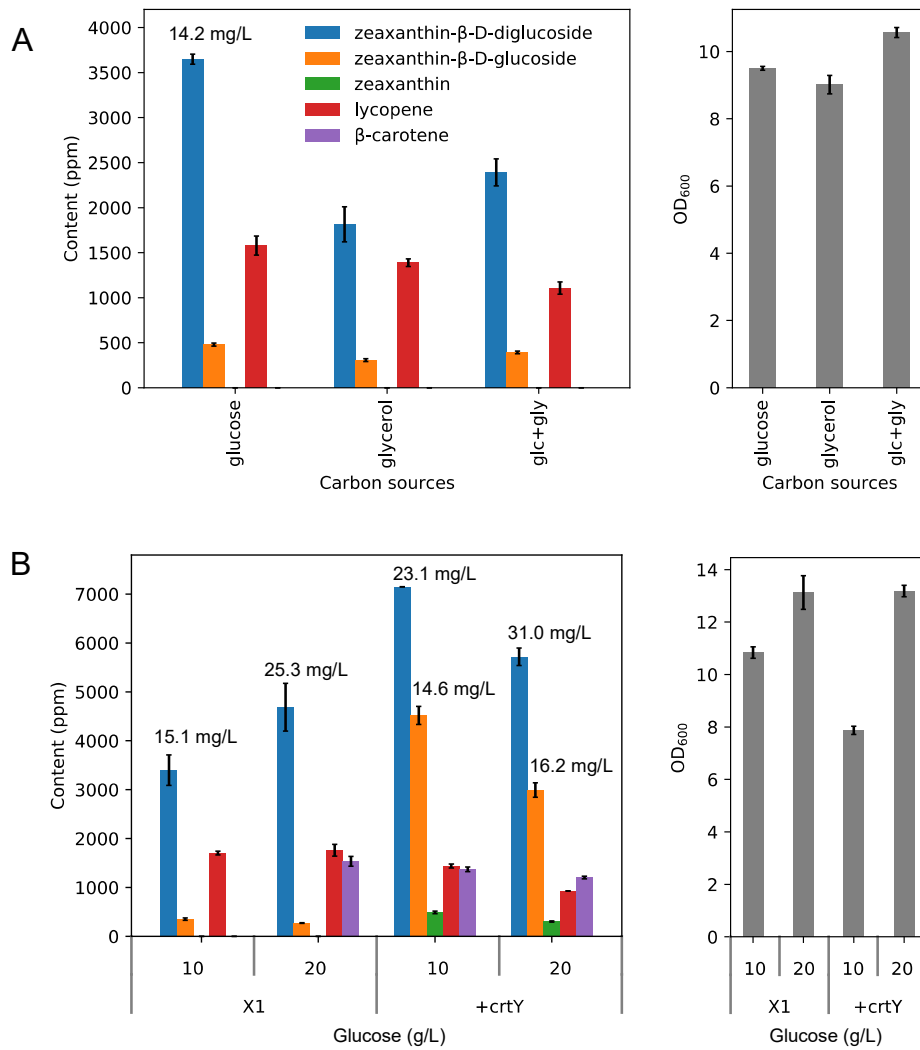 A
14.2 mg/L
zeaxanthin-β-D-diglucoside
zeaxanthin-β-D-glucoside
zeaxanthin
lycopene
β-carotene
Content (ppm)
4000
3500
3000
2500
2000
1500
1000
500
0
glucose
glycerol
glc+gly
Carbon sources
OD600
10
8
6
4
2
0
glucose
glycerol
glc+gly
Carbon sources
B
Content (ppm)
7000
6000
5000
4000
3000
2000
1000
0
15.1 mg/L
25.3 mg/L
23.1 mg/L
14.6 mg/L
31.0 mg/L
16.2 mg/L
10 20 10 20
X1 +crtY
Glucose (g/L)
OD600
14
12
10
8
6
4
2
0
10 20 10 20
X1 +crtY
Glucose (g/L)